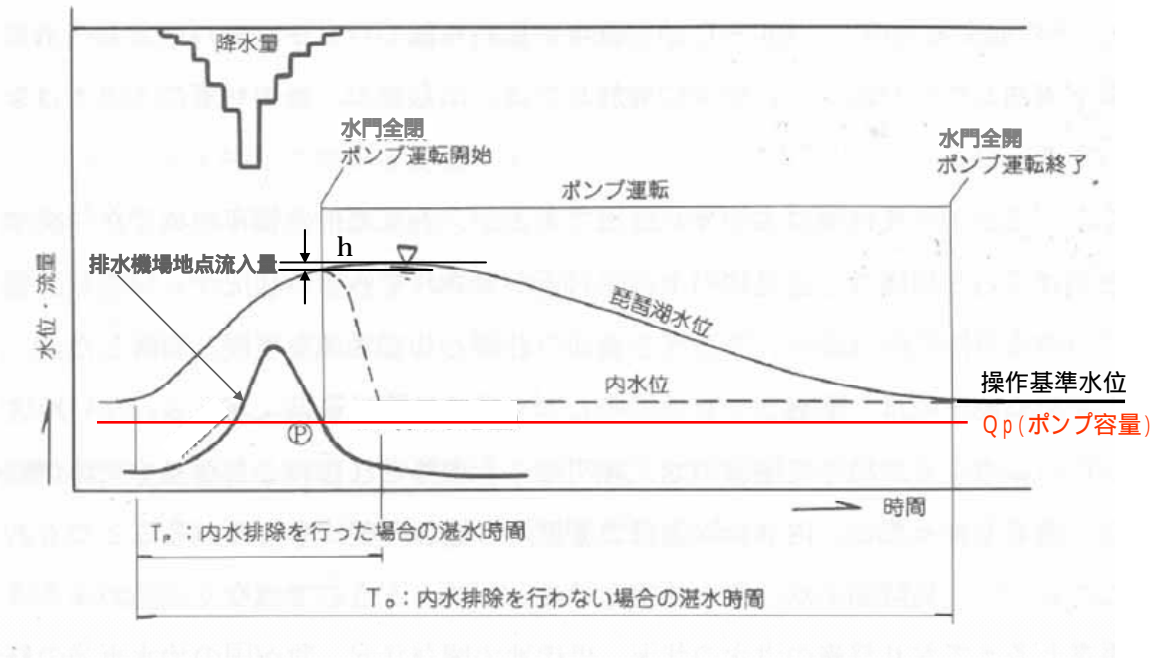 降水量
水門全閉
ポンプ運転開始
水門全開
ポンプ運転終了
ポンプ運転
h
排水機場地点流入量
水位・流量
琵琶湖水位
内水位
操作基準水位
Qp(ポンプ容量)
Ⓟ
時間
Tₚ:内水排除を行った場合の湛水時間
Tₒ:内水排除を行わない場合の湛水時間